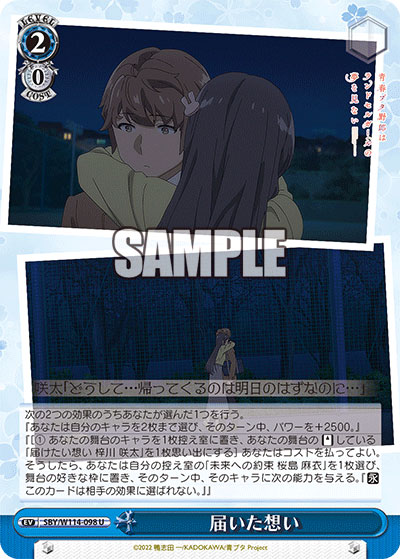 LEVEL
2
0
COST
青春ブタ野郎は
ランドセルガールの
夢を見ない
SAMPLE
咲太「どうして…帰ってくるのは明日のはずなのに…」
次の2つの効果のうちあなたが選んだ1つを行う。
『あなたは自分のキャラを2枚まで選び、そのターン中、パワーを+2500。』
『[① あなたの舞台のキャラを1枚控え室に置き、あなたの舞台の している
「届けたい想い 梓川 咲太」を1枚思い出にする] あなたはコストを払ってよい。
そうしたら、あなたは自分の控え室の「未来への約束 桜島 麻衣」を1枚選び、
舞台の好きな枠に置き、そのターン中、そのキャラに次の能力を与える。『永
このカードは相手の効果に選ばれない。』』
EV
SBY/W114-098 U
届いた想い
©2022 鴨志田 一/KADOKAWA/青ブタ Project